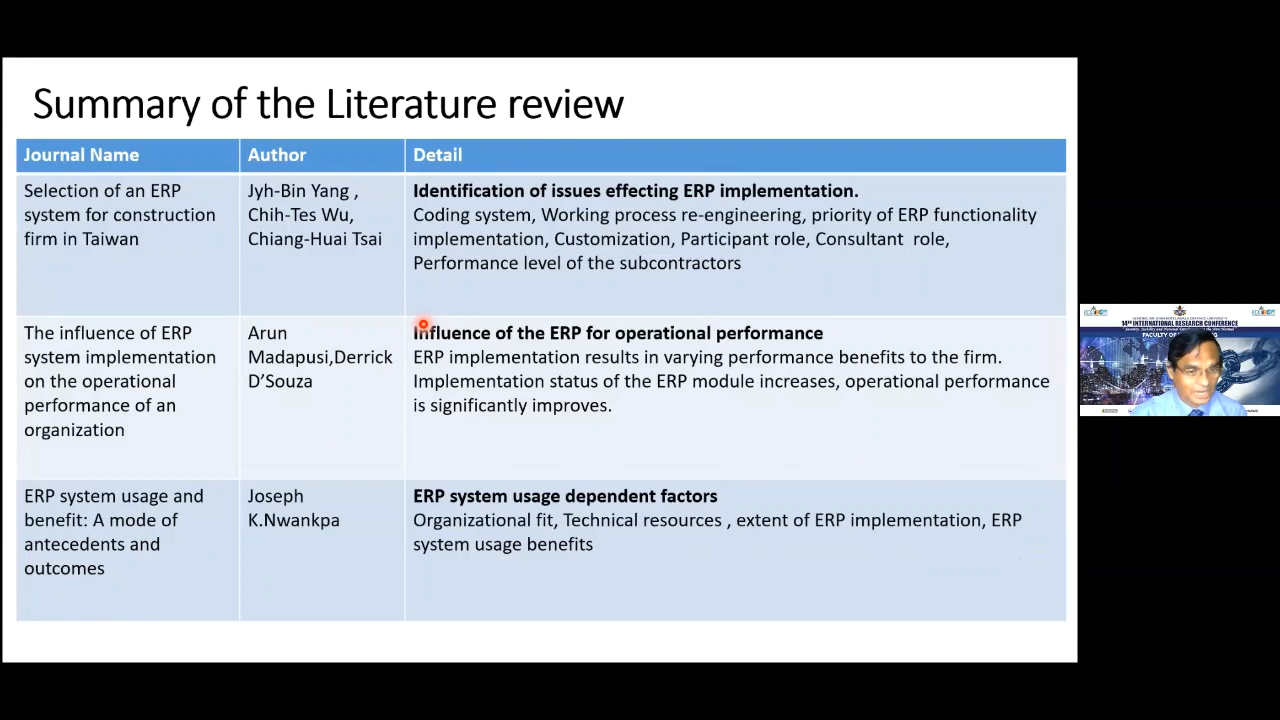 Summary of the Literature review
Journal Name
Author
Detail
Selection of an ERP
system for construction
firm in Taiwan
Jyh-Bin Yang ,
Chih-Tes Wu,
Chiang-Huai Tsai
Identification of issues effecting ERP implementation.
Coding system, Working process re-engineering, priority of ERP functionality
implementation, Customization, Participant role, Consultant role,
Performance level of the subcontractors
The influence of ERP
system implementation
on the operational
performance of an
organization
Arun
Madapusi,Derrick
D’Souza
Influence of the ERP for operational performance
ERP implementation results in varying performance benefits to the firm.
Implementation status of the ERP module increases, operational performance
is significantly improves.
ERP system usage and
benefit: A mode of
antecedents and
outcomes
Joseph
K.Nwankpa
ERP system usage dependent factors
Organizational fit, Technical resources , extent of ERP implementation, ERP
system usage benefits
14TH INTERNATIONAL RESEARCH CONFERENCE
FACULTY OF